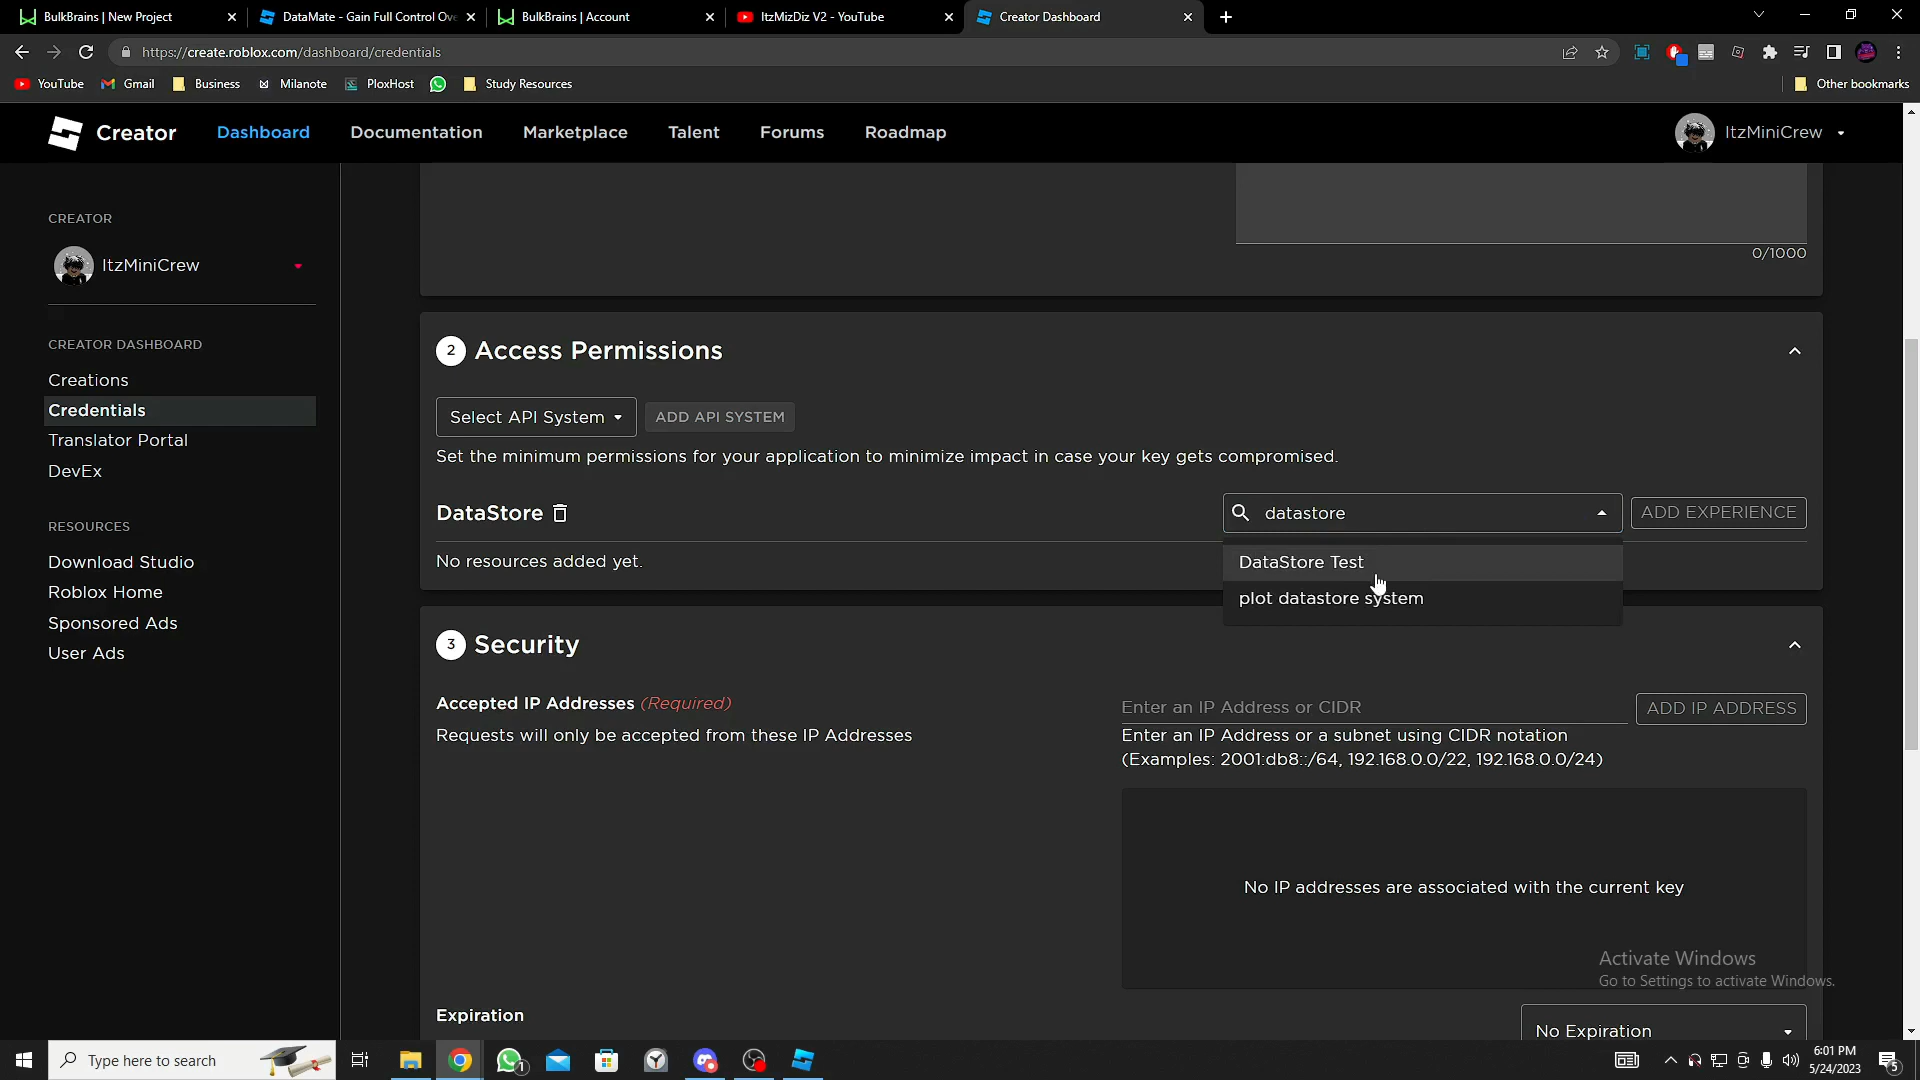 BulkBrains | New Project
DataMate - Gain Full Control Ove
BulkBrains | Account
ItzMizDiz V2 - YouTube
Creator Dashboard
https://create.roblox.com/dashboard/credentials
YouTube
Gmail
Business
Milanote
PloxHost
Study Resources
Other bookmarks
Creator
Dashboard
Documentation
Marketplace
Talent
Forums
Roadmap
ItzMiniCrew
CREATOR
ItzMiniCrew
CREATOR DASHBOARD
Creations
Credentials
Translator Portal
DevEx
RESOURCES
Download Studio
Roblox Home
Sponsored Ads
User Ads
0/1000
2 Access Permissions
Select API System
ADD API SYSTEM
Set the minimum permissions for your application to minimize impact in case your key gets compromised.
DataStore
datastore
ADD EXPERIENCE
No resources added yet.
DataStore Test
plot datastore system
3 Security
Accepted IP Addresses (Required)
Requests will only be accepted from these IP Addresses
Enter an IP Address or CIDR
ADD IP ADDRESS
Enter an IP Address or a subnet using CIDR notation
(Examples: 2001:db8::/64, 192.168.0.0/22, 192.168.0.0/24)
No IP addresses are associated with the current key
Activate Windows
Go to Settings to activate Windows.
Expiration
No Expiration
Type here to search
1
6:01 PM
5/24/2023
5